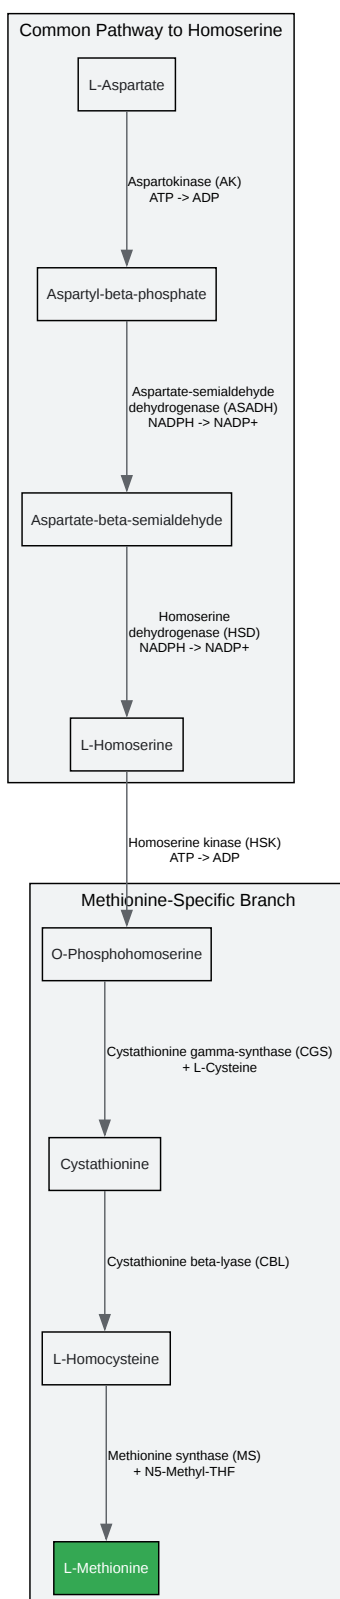 Common Pathway to Homoserine
L-Aspartate
Aspartokinase (AK)
ATP -> ADP
Aspartyl-beta-phosphate
Aspartate-semialdehyde
dehydrogenase (ASADH)
NADPH -> NADP+
Aspartate-beta-semialdehyde
Homoserine
dehydrogenase (HSD)
NADPH -> NADP+
L-Homoserine
Homoserine kinase (HSK)
ATP -> ADP
Methionine-Specific Branch
O-Phosphohomoserine
Cystathionine gamma-synthase (CGS)
+ L-Cysteine
Cystathionine
Cystathionine beta-lyase (CBL)
L-Homocysteine
Methionine synthase (MS)
+ N5-Methyl-THF
L-Methionine